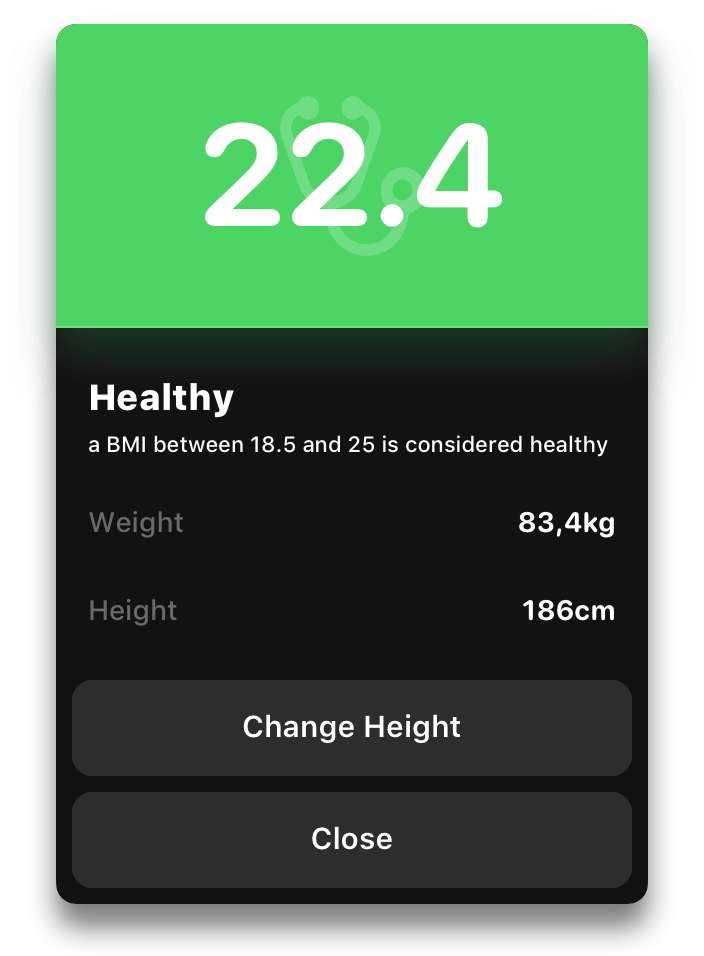 22.4
Healthy
a BMI between 18.5 and 25 is considered healthy
Weight 83,4kg
Height 186cm
Change Height
Close